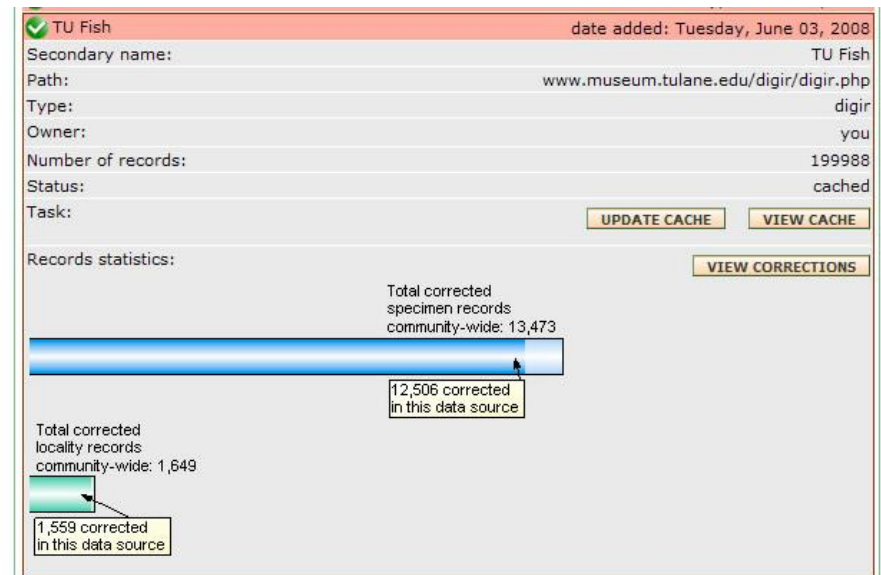 TU Fish date added: Tuesday, June 03, 2008
Secondary name: TU Fish
Path: www.museum.tulane.edu/digir/digir.php
Type: digir
Owner: you
Number of records: 199988
Status: cached
Task: UPDATE CACHE VIEW CACHE
Records statistics: VIEW CORRECTIONS
Total corrected
specimen records
community-wide: 13,473
12,506 corrected
in this data source
Total corrected
locality records
community-wide: 1,649
1,559 corrected
in this data source